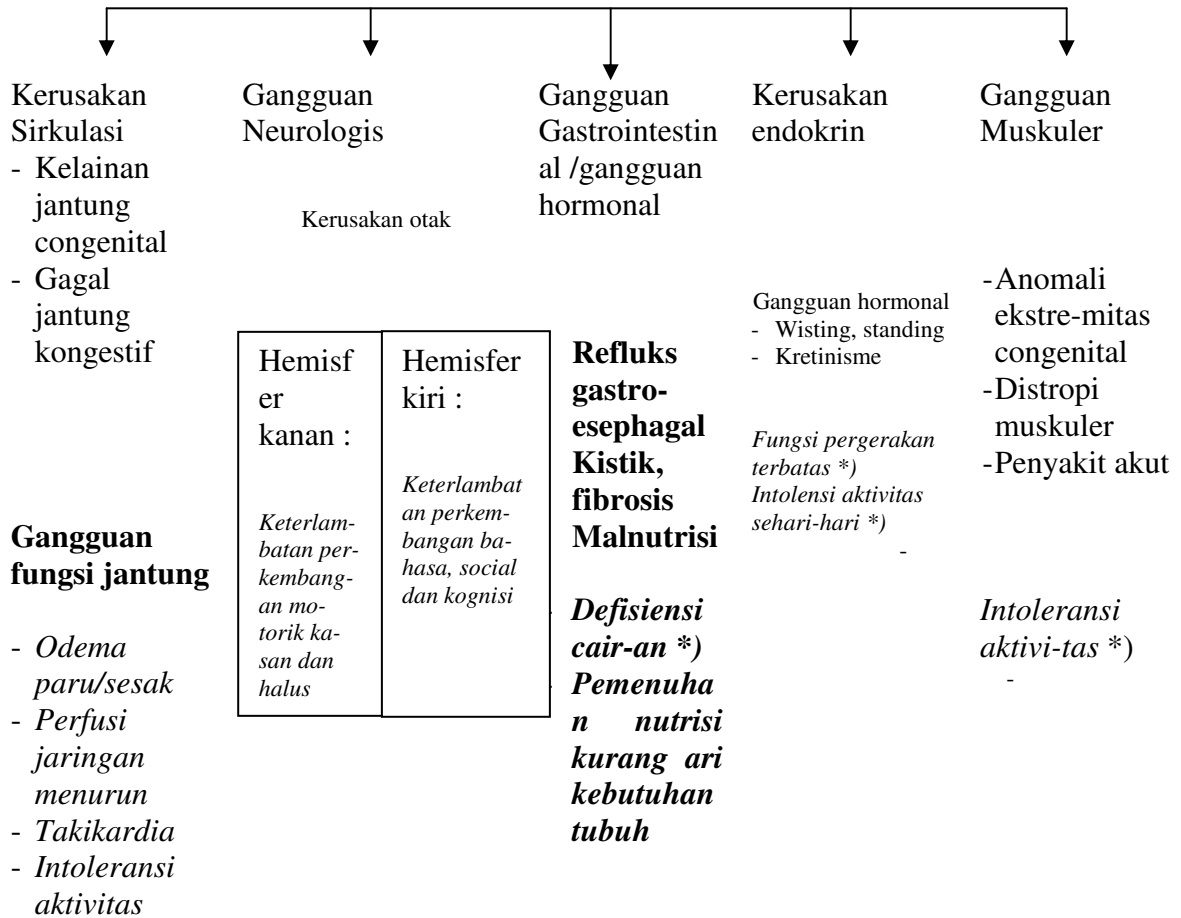 Kerusakan
Sirkulasi
- Kelainan
jantung
congenital
- Gagal
jantung
kongestif
Gangguan
fungsi jantung
- Odema
paru/sesak
- Perfusi
jaringan
menurun
- Takikardia
- Intoleransi
aktivitas
Gangguan
Neurologis
Kerusakan otak
Hemisf
er
kanan :
Keterlam-
batan per-
kembang-
an mo-
torik ka-
san dan
halus
Hemisfer
kiri :
Keterlambat
an perkem-
bangan ba-
hasa, social
dan kognisi
Gangguan
Gastrointestin
al /gangguan
hormonal
Refluks
gastro-
esephagal
Kistik,
fibrosis
Malnutrisi
Defisiensi
cair-an *)
Pemenuha
n nutrisi
kurang ari
kebutuhan
tubuh
Kerusakan
endokrin
Gangguan hormonal
- Wisting, standing
- Kretinisme
Fungsi pergerakan
terbatas *)
Intolensi aktivitas
sehari-hari *)
-
Gangguan
Muskuler
-Anomali
ekstre-mitas
congenital
-Distropi
muskuler
-Penyakit akut
Intoleransi
aktivi-tas *)
-